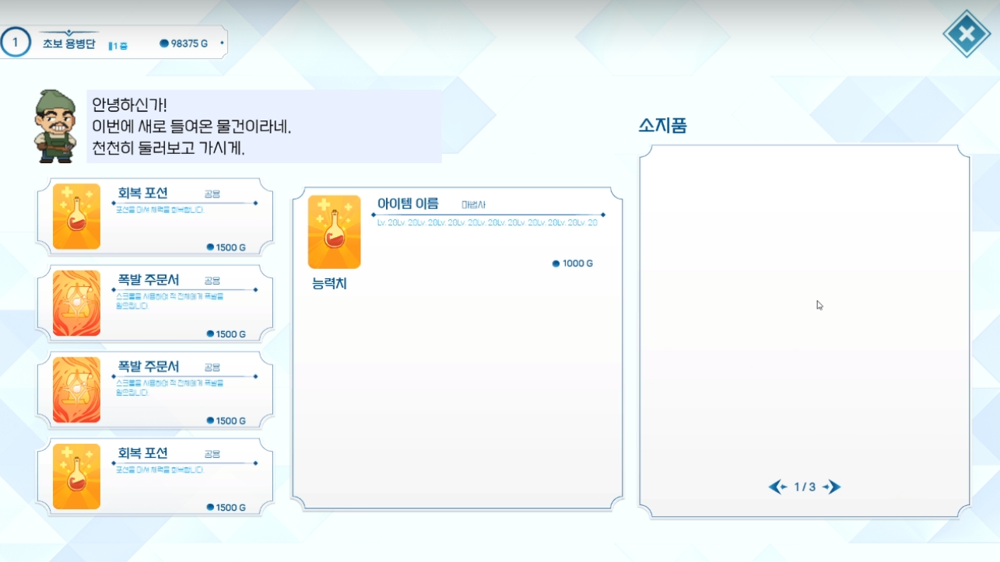 1
초보 용병단
1 층
98375 G
안녕하신가!
이번에 새로 들여온 물건이라네.
천천히 둘러보고 가시게.
회복 포션 공용
포션을 마셔 체력을 회복합니다.
1500 G
폭발 주문서 공용
스크롤을 사용하여 적 전체에게 폭발을
일으킵니다.
1500 G
폭발 주문서 공용
스크롤을 사용하여 적 전체에게 폭발을
일으킵니다.
1500 G
회복 포션 공용
포션을 마셔 체력을 회복합니다.
1500 G
아이템 이름 마법사
Lv. 20Lv. 20Lv. 20Lv. 20Lv. 20Lv. 20Lv. 20Lv. 20Lv. 20Lv. 20Lv. 20
1000 G
능력치
소지품
1 / 3